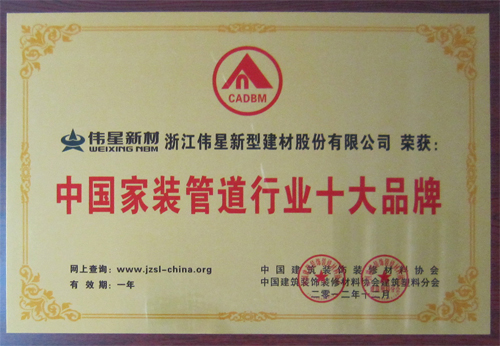 CADBM
伟星新材 浙江伟星新型建材股份有限公司 荣获：
WEIXING NBM
中国家装管道行业十大品牌
网上查询：www.jzsl-china.org
有效期：一年
中国建筑装饰装修材料协会
中国建筑装饰装修材料协会建筑塑料分会
二〇一二年十二月